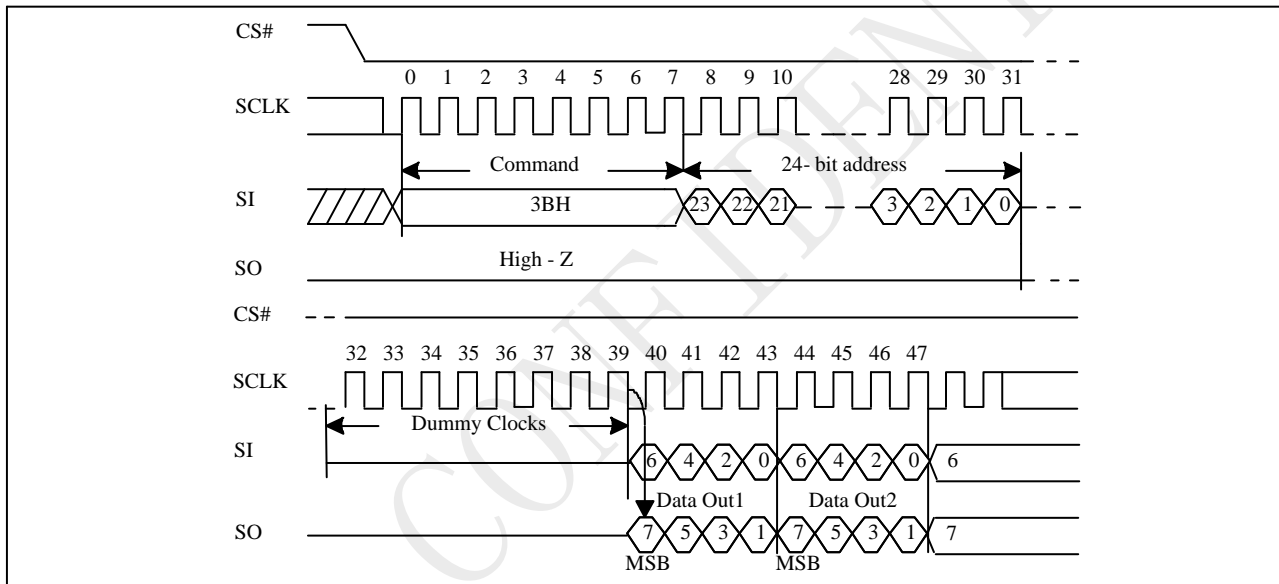 CS#
0 1 2 3 4 5 6 7 8 9 10 28 29 30 31
SCLK
Command 24- bit address
SI 3BH 23 22 21 3 2 1 0
High - Z
SO
CS#
32 33 34 35 36 37 38 39 40 41 42 43 44 45 46 47
SCLK
Dummy Clocks
SI 6 4 2 0 6 4 2 0 6
Data Out1 Data Out2
SO 7 5 3 1 7 5 3 1 7
MSB MSB
CONFIDENT